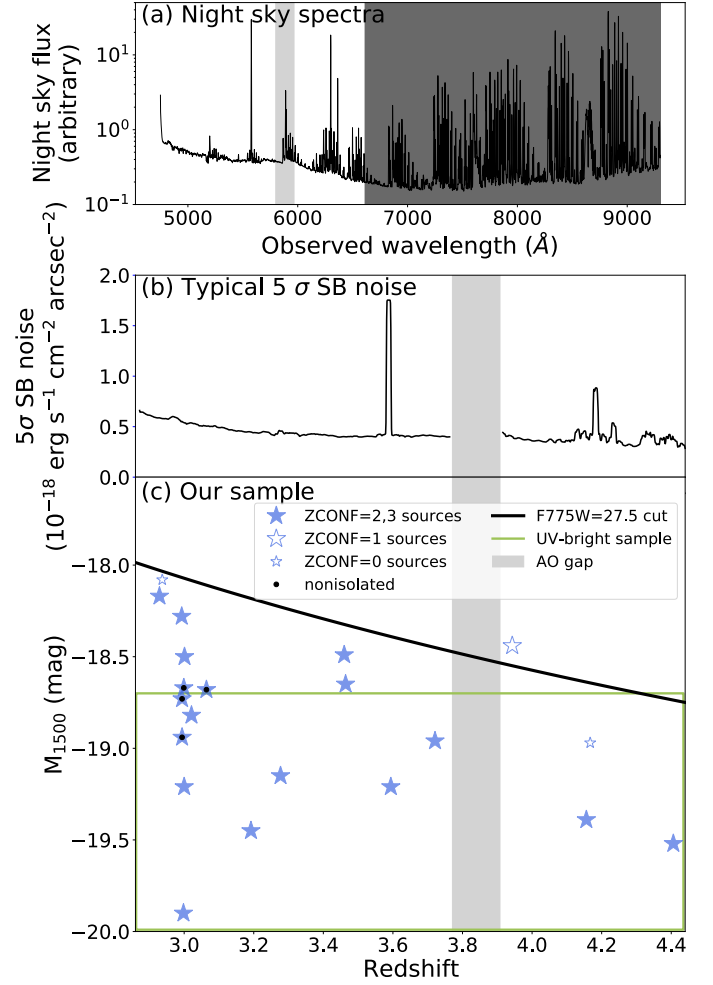 (a) Night sky spectra
Night sky flux
(arbitrary)
10¹
10⁰
10⁻¹
5000 6000 7000 8000 9000
Observed wavelength (Å)
(b) Typical 5 σ SB noise
5σ SB noise
(10⁻¹⁸ erg s⁻¹ cm⁻² arcsec⁻²)
2.0
1.5
1.0
0.5
0.0
(c) Our sample
ZCONF=2,3 sources
ZCONF=1 sources
ZCONF=0 sources
nonisolated
F775W=27.5 cut
UV-bright sample
AO gap
M₁₅₀₀ (mag)
−18.0
−18.5
−19.0
−19.5
−20.0
3.0 3.2 3.4 3.6 3.8 4.0 4.2 4.4
Redshift